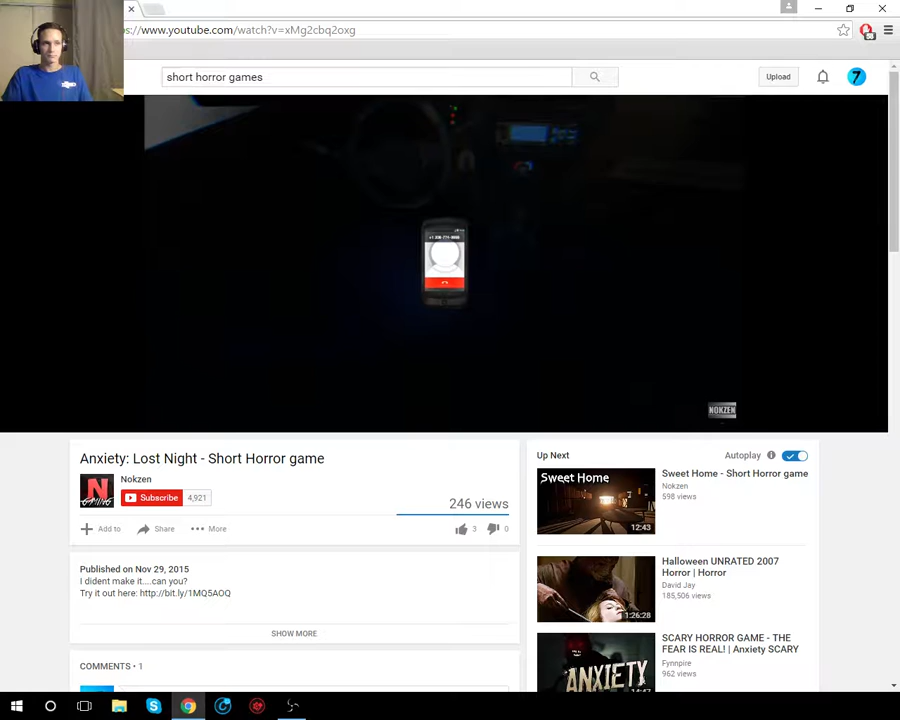 https://www.youtube.com/watch?v=xMg2cbq2oxg
short horror games
Upload
NOKZEN
Anxiety: Lost Night - Short Horror game
Nokzen
Subscribe 4,921
246 views
Add to Share More
3 0
Published on Nov 29, 2015
I dident make it....can you?
Try it out here: http://bit.ly/1MQ5AOQ
SHOW MORE
COMMENTS • 1
Up Next
Autoplay
Sweet Home
12:43
Sweet Home - Short Horror game
Nokzen
598 views
1:26:28
Halloween UNRATED 2007
Horror | Horror
David Jay
185,506 views
ANXIETY
SCARY HORROR GAME - THE
FEAR IS REAL! | Anxiety SCARY
Fynnpire
962 views